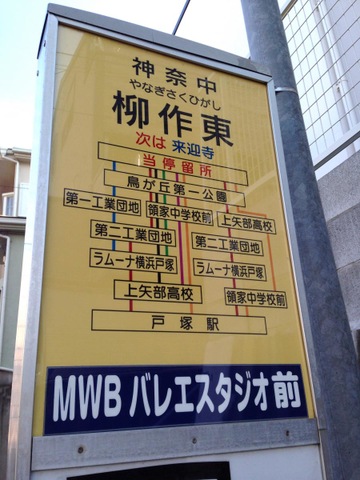 神奈中
やなぎさくひがし
柳作東
次は 来迎寺
当停留所
鳥が丘第一公園
第一工業団地 領家中学校前 上矢部高校
第二工業団地 第二工業団地
ラムーナ横浜戸塚 ラムーナ横浜戸塚
上矢部高校 領家中学校前
戸塚駅
MWB バレエスタジオ前